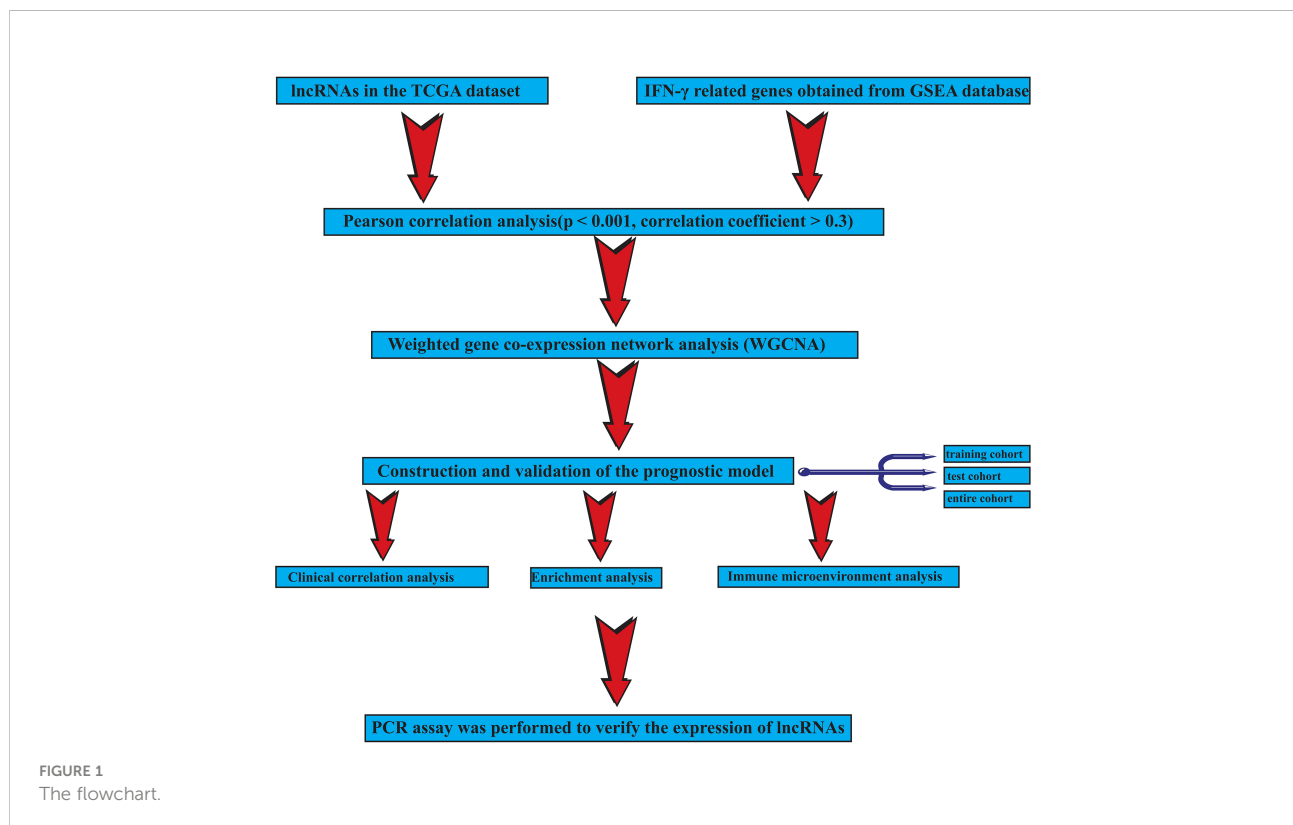 lncRNAs in the TCGA dataset
IFN-γ related genes obtained from GSEA database
Pearson correlation analysis(p < 0.001, correlation coefficient > 0.3)
Weighted gene co-expression network analysis (WGCNA)
Construction and validation of the prognostic model
training cohort
test cohort
entire cohort
Clinical correlation analysis
Enrichment analysis
Immune microenvironment analysis
PCR assay was performed to verify the expression of lncRNAs
FIGURE 1
The flowchart.